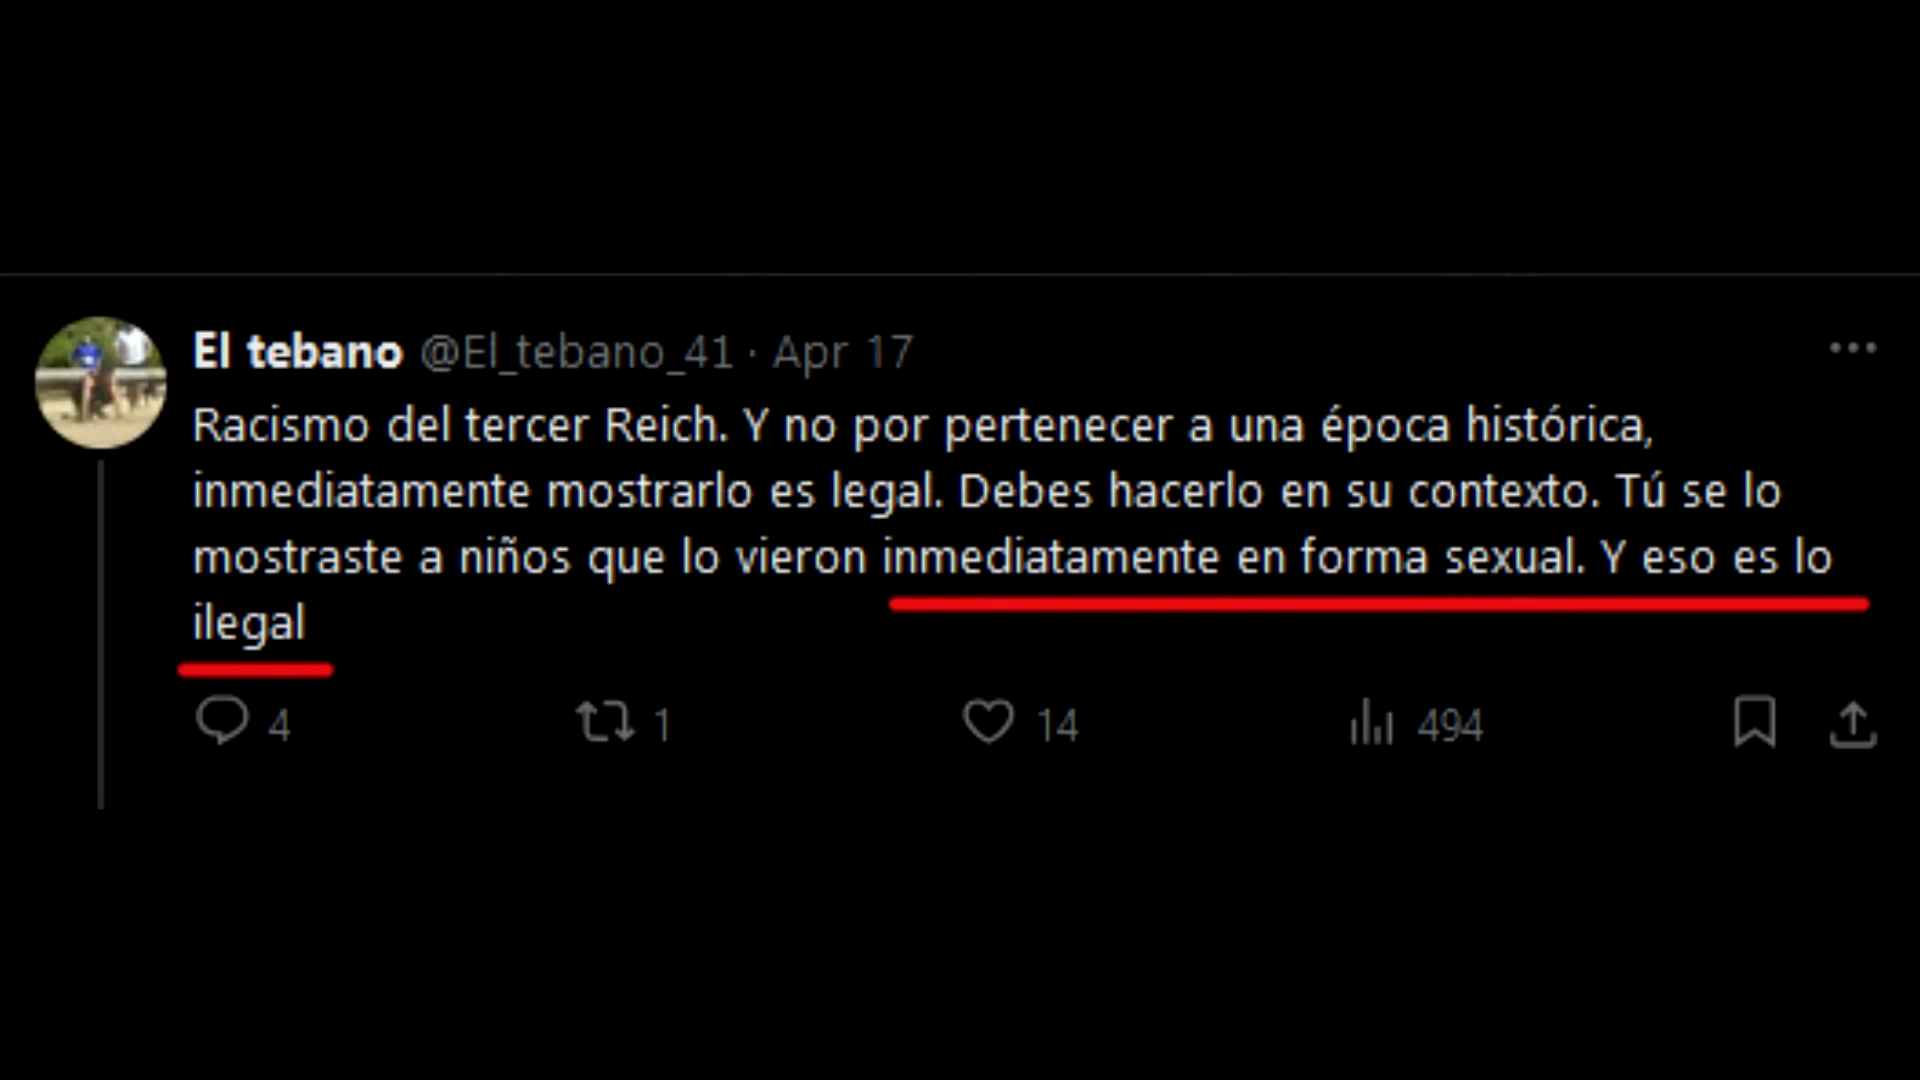 El tebano @El_tebano_41 · Apr 17
Racismo del tercer Reich. Y no por pertenecer a una época histórica,
inmediatamente mostrarlo es legal. Debes hacerlo en su contexto. Tú se lo
mostraste a niños que lo vieron inmediatamente en forma sexual. Y eso es lo
ilegal
4 1 14 494